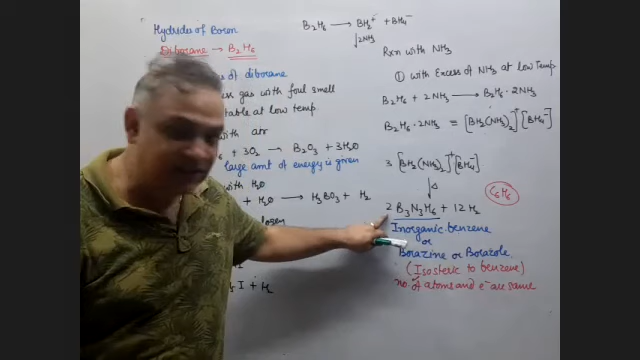 Hydrides of Boron
Diborane → B₂H₆
of diborane
gas with foul smell
stable at low temp.
with air
+ 3O₂ → B₂O₃ + 3H₂O
large amt of energy is given
with H₂O
+ H₂O → H₃BO₃ + H₂
I + H₂
B₂H₆ → BH₂⁺ + BH₄⁻
↓2NH₃
Rxn with NH₃
① with Excess of NH₃ at low Temp
B₂H₆ + 2NH₃ → B₂H₆·2NH₃
B₂H₆·2NH₃ = [BH₂(NH₃)₂]⁺[BH₄]⁻
3 [BH₂(NH₃)₂]⁺[BH₄]⁻
↓Δ
C₆H₆
2 B₃N₃H₆ + 12H₂
Inorganic benzene
or
Borazine or Borazole
(Isosteric to benzene)
no. of atoms and e⁻ are same